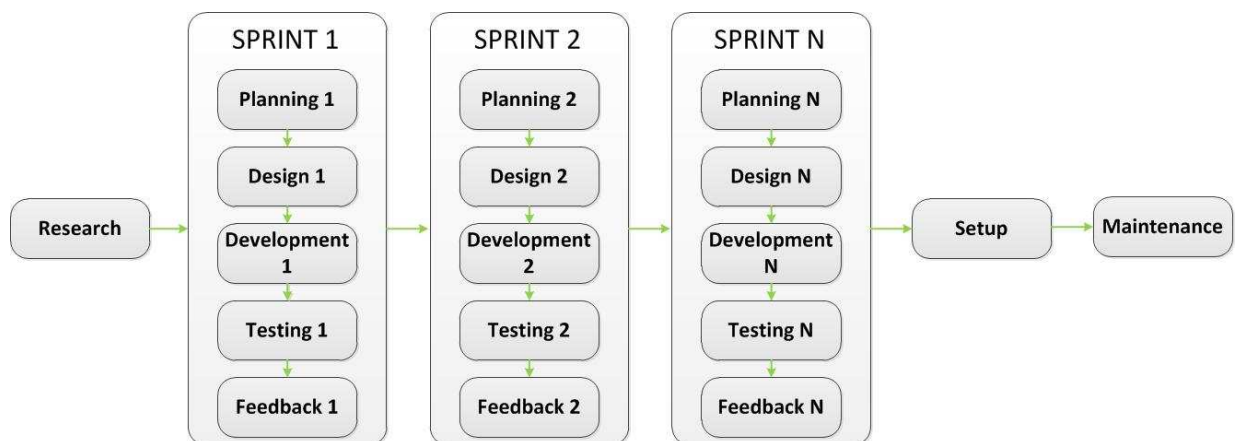 Research
SPRINT 1
Planning 1
Design 1
Development
1
Testing 1
Feedback 1
SPRINT 2
Planning 2
Design 2
Development
2
Testing 2
Feedback 2
SPRINT N
Planning N
Design N
Development
N
Testing N
Feedback N
Setup
Maintenance